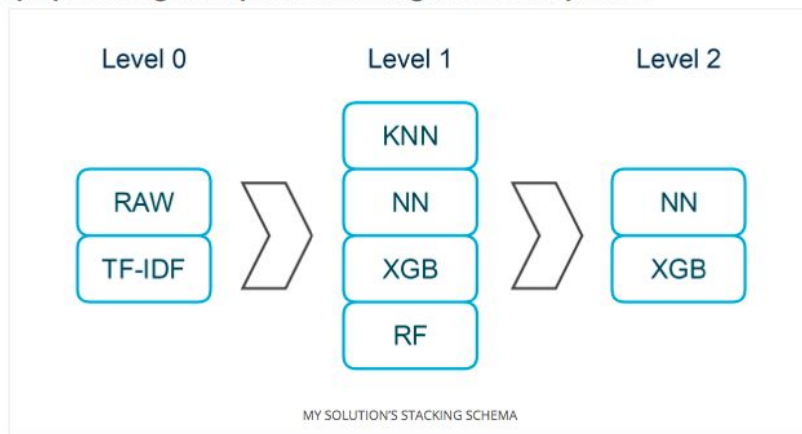 Level 0
Level 1
Level 2
RAW
TF-IDF
KNN
NN
XGB
RF
NN
XGB
MY SOLUTION'S STACKING SCHEMA